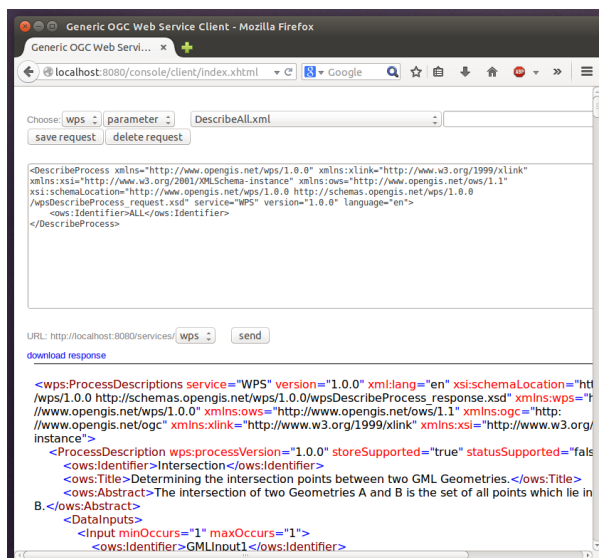 Generic OGC Web Service Client - Mozilla Firefox
Generic OGC Web Servi... ×
localhost:8080/console/client/index.xhtml Google
Choose: wps parameter DescribeAll.xml
save request delete request
<DescribeProcess xmlns="http://www.opengis.net/wps/1.0.0" xmlns:xlink="http://www.w3.org/1999/xlink"
xmlns:xsi="http://www.w3.org/2001/XMLSchema-instance" xmlns:ows="http://www.opengis.net/ows/1.1"
xsi:schemaLocation="http://www.opengis.net/wps/1.0.0 http://schemas.opengis.net/wps/1.0.0
/wpsDescribeProcess_request.xsd" service="WPS" version="1.0.0" language="en">
<ows:Identifier>ALL</ows:Identifier>
</DescribeProcess>
URL: http://localhost:8080/services/ wps send
download response
<wps:ProcessDescriptions service="WPS" version="1.0.0" xml:lang="en" xsi:schemaLocation="htt
/wps/1.0.0 http://schemas.opengis.net/wps/1.0.0/wpsDescribeProcess_response.xsd" xmlns:wps="h
//www.opengis.net/wps/1.0.0" xmlns:ows="http://www.opengis.net/ows/1.1" xmlns:ogc="http:
//www.opengis.net/ogc" xmlns:xlink="http://www.w3.org/1999/xlink" xmlns:xsi="http://www.w3.org/
instance">
<ProcessDescription wps:processVersion="1.0.0" storeSupported="true" statusSupported="fals
<ows:Identifier>Intersection</ows:Identifier>
<ows:Title>Determining the intersection points between two GML Geometries.</ows:Title>
<ows:Abstract>The intersection of two Geometries A and B is the set of all points which lie in
B.</ows:Abstract>
<DataInputs>
<Input minOccurs="1" maxOccurs="1">
<ows:Identifier>GMLInput1</ows:Identifier>